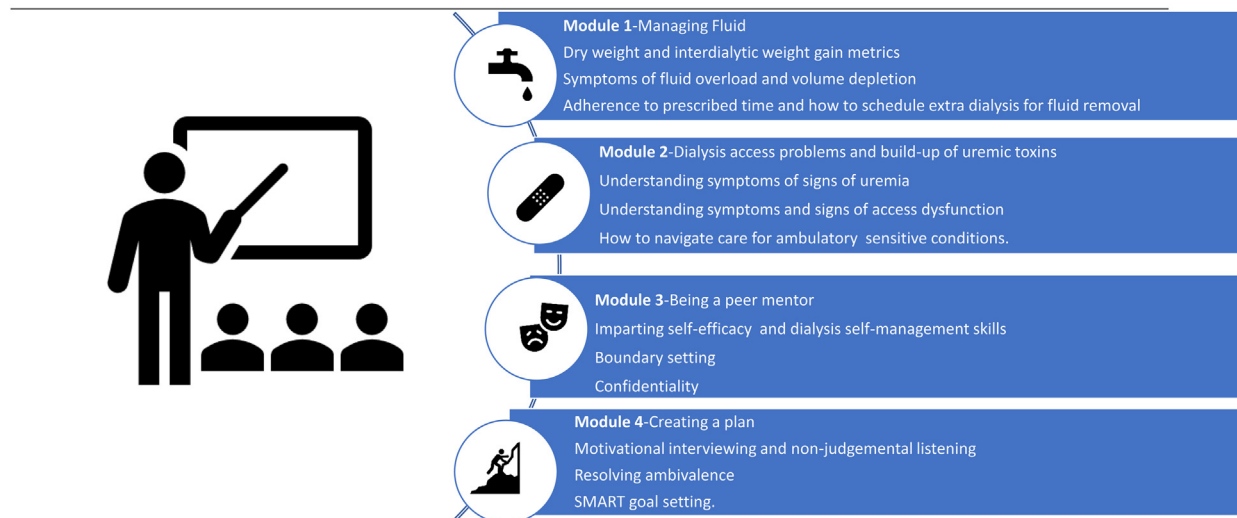 Module 1-Managing Fluid
Dry weight and interdialytic weight gain metrics
Symptoms of fluid overload and volume depletion
Adherence to prescribed time and how to schedule extra dialysis for fluid removal
Module 2-Dialysis access problems and build-up of uremic toxins
Understanding symptoms of signs of uremia
Understanding symptoms and signs of access dysfunction
How to navigate care for ambulatory sensitive conditions.
Module 3-Being a peer mentor
Imparting self-efficacy and dialysis self-management skills
Boundary setting
Confidentiality
Module 4-Creating a plan
Motivational interviewing and non-judgemental listening
Resolving ambivalence
SMART goal setting.